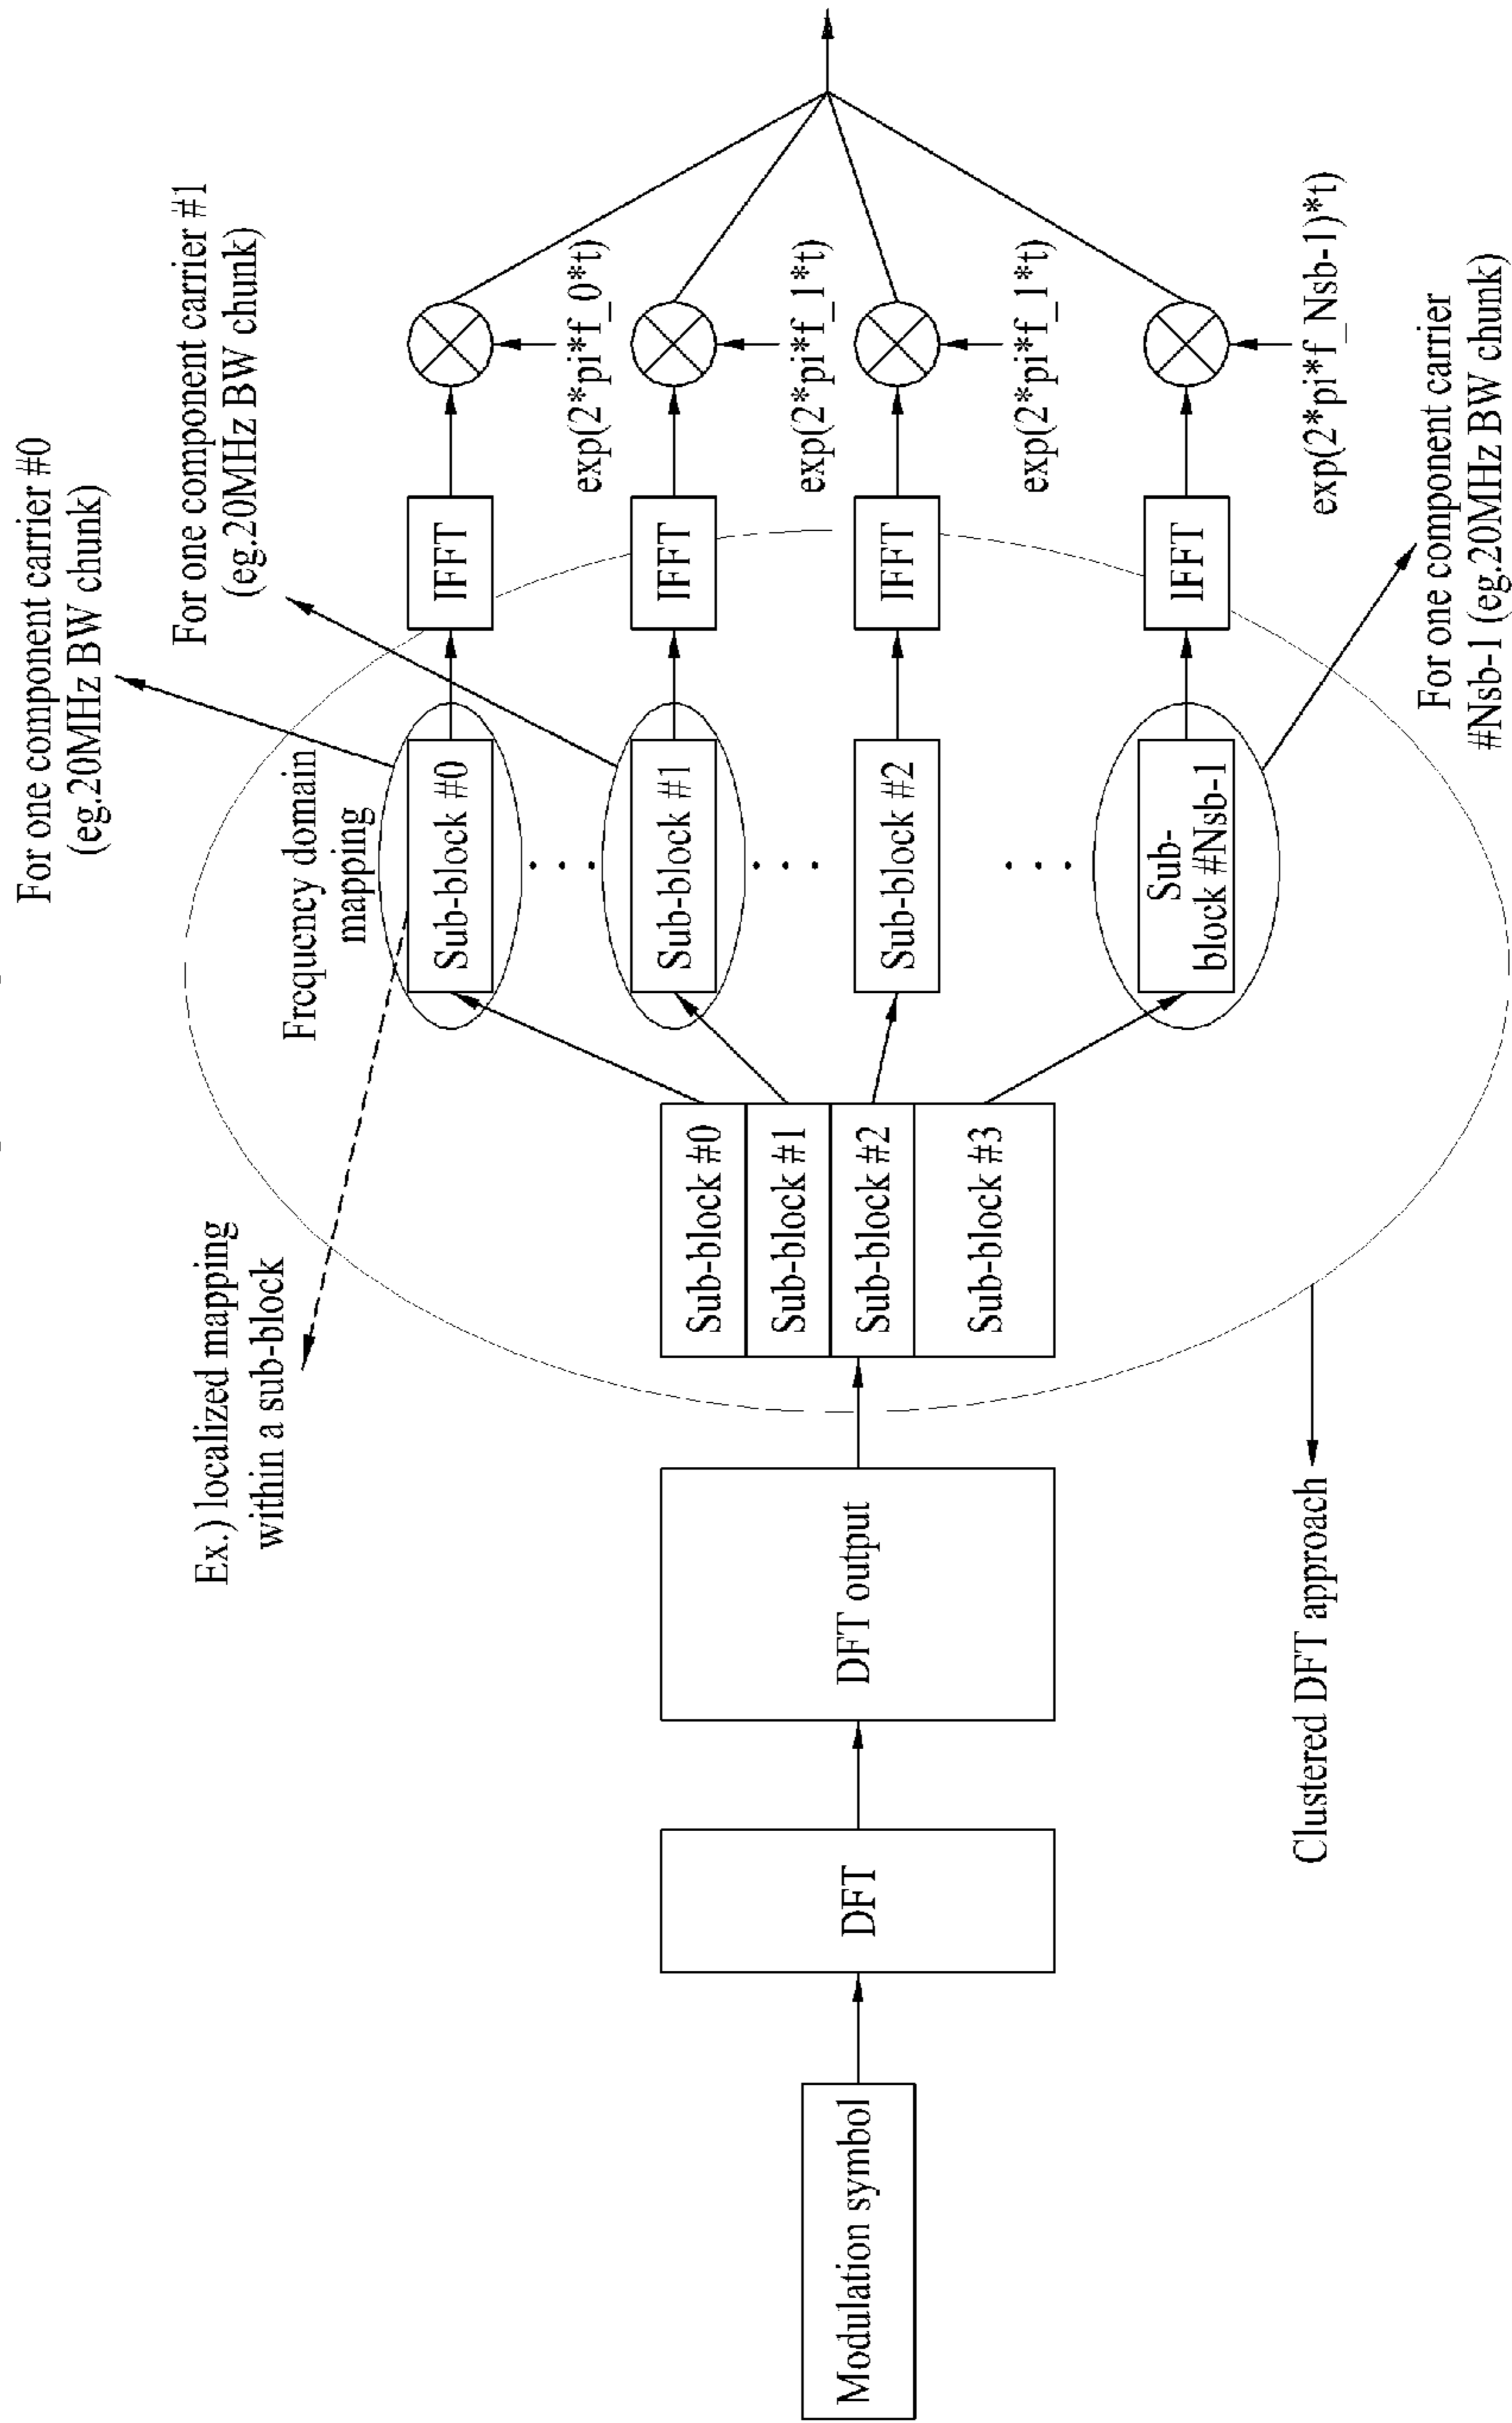 Modulation symbol
DFT
DFT output
Sub-block #0
Sub-block #1
Sub-block #2
Sub-block #3
Ex.) localized mapping
within a sub-block
Clustered DFT approach
Frequency domain
mapping
Sub-block #0
Sub-block #1
Sub-block #2
Sub-
block #Nsb-1
For one component carrier #0
(eg.20MHz BW chunk)
For one component carrier #1
(eg.20MHz BW chunk)
For one component carrier
#Nsb-1 (eg.20MHz BW chunk)
IFFT
IFFT
IFFT
IFFT
exp(2*pi*f_0*t)
exp(2*pi*f_1*t)
exp(2*pi*f_1*t)
exp(2*pi*f_Nsb-1)*t)